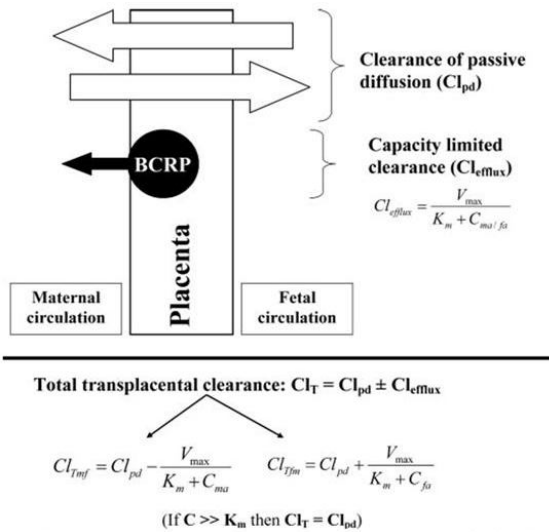 Clearance of passive
diffusion (Cl_pd)
BCRP
Capacity limited
clearance (Cl_efflux)
Cl_efflux = V_max / (K_m + C_ma/fa)
Placenta
Maternal
circulation
Fetal
circulation
Total transplacental clearance: Cl_T = Cl_pd ± Cl_efflux
Cl_Tmf = Cl_pd − V_max / (K_m + C_ma)
Cl_Tfm = Cl_pd + V_max / (K_m + C_fa)
(If C >> K_m then Cl_T = Cl_pd)